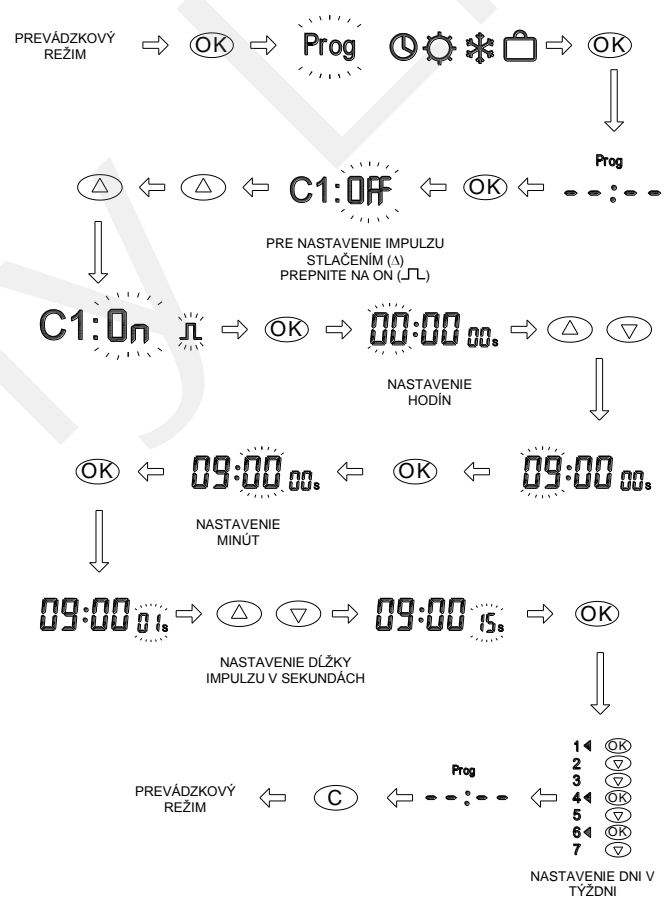 PREVÁDZKOVÝ
REŽIM
OK
Prog
OK
Prog
--:--
OK
C1:OFF
PRE NASTAVENIE IMPULZU
STLAČENÍM (∆)
PREPNITE NA ON (⎍)
C1:On
OK
00:00 00s
NASTAVENIE
HODÍN
09:00 00s
OK
09:00 00s
NASTAVENIE
MINÚT
OK
09:00 01s
09:00 15s
NASTAVENIE DĹŽKY
IMPULZU V SEKUNDÁCH
OK
1 OK
2
3
4 OK
5
6 OK
7
NASTAVENIE DNI V
TÝŽDNI
Prog
--:--
C
PREVÁDZKOVÝ
REŽIM